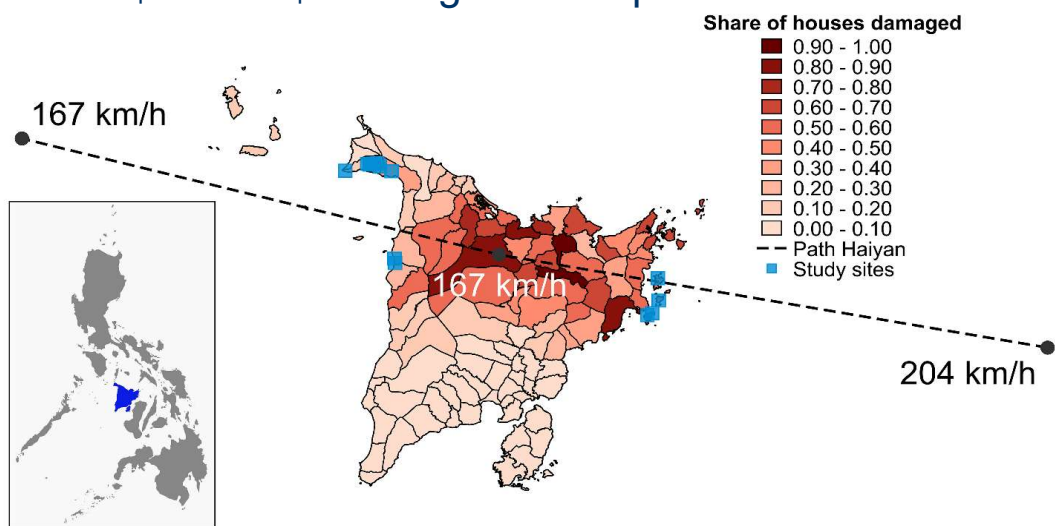 Share of houses damaged
0.90 - 1.00
0.80 - 0.90
0.70 - 0.80
0.60 - 0.70
0.50 - 0.60
0.40 - 0.50
0.30 - 0.40
0.20 - 0.30
0.10 - 0.20
0.00 - 0.10
Path Haiyan
Study sites
167 km/h
167 km/h
204 km/h